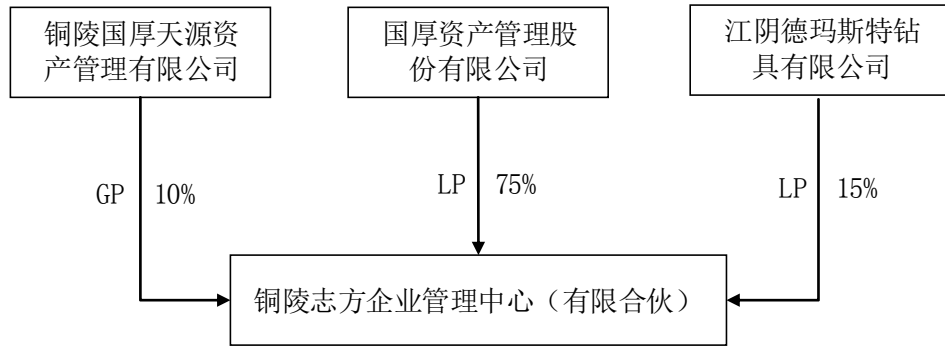 铜陵国厚天源资
产管理有限公司
国厚资产管理股
份有限公司
江阴德玛斯特钻
具有限公司
GP 10%
LP 75%
LP 15%
铜陵志方企业管理中心（有限合伙）